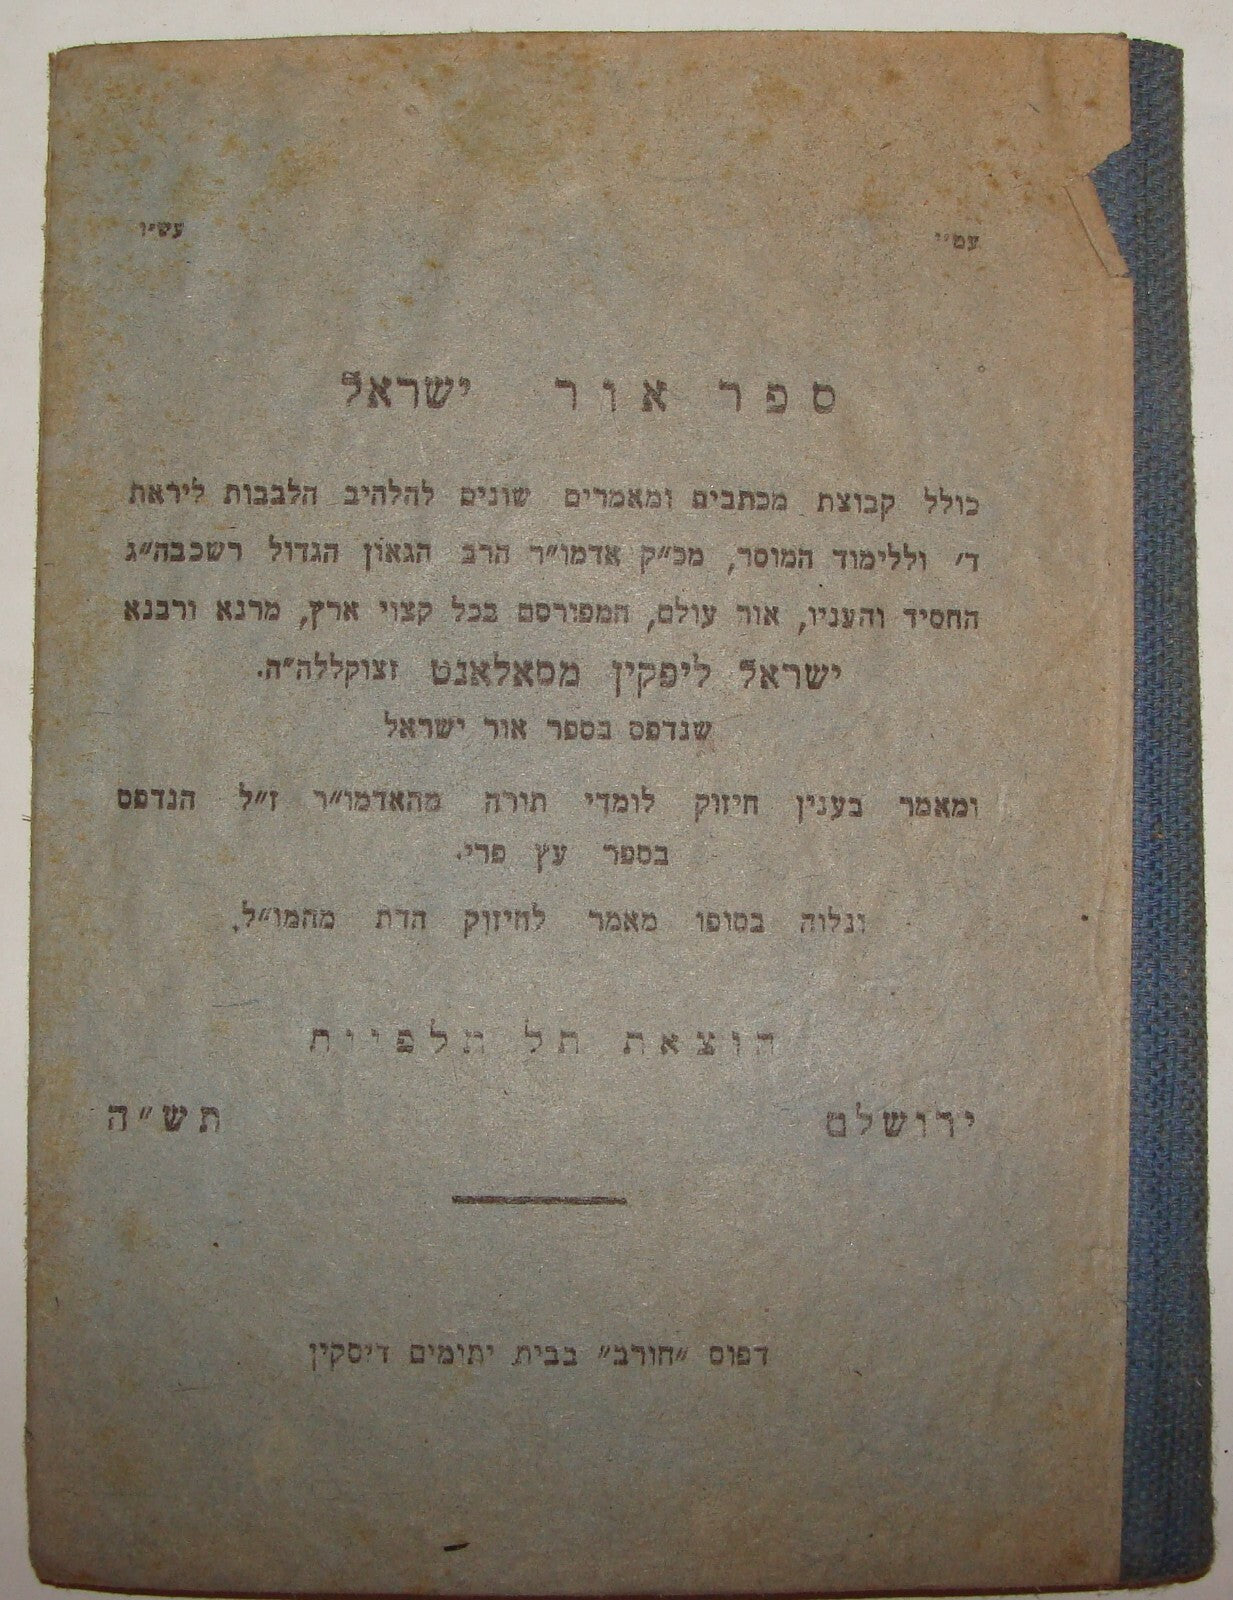 עמ״י עש״ו
ספר אור ישראל
כולל קבוצת מכתבים ומאמרים שונים להלהיב הלבבות ליראת
ד׳ וללימוד המוסר, מכ״ק אדמו״ר הרב הגאון הגדול רשכבה״ג
החסיד והעניו, אור עולם, המפורסם בכל קצוי ארץ, מרנא ורבנא
ישראל ליפקין מסאלאנט זצוקללה״ה.
שנדפס בספר אור ישראל
ומאמר בענין חיזוק לומדי תורה מהאדמו״ר ז״ל הנדפס
בספר עץ פרי.
ונלוה בסופו מאמר לחיזוק הדת מהמו״ל.
הוצאת תל תלפיות
ירושלם תש״ה
דפוס ״חורב״ בבית יתומים דיסקין